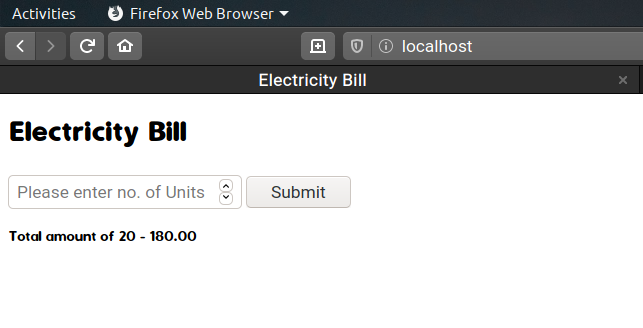 Activities Firefox Web Browser
localhost
Electricity Bill
Electricity Bill
Please enter no. of Units Submit
Total amount of 20 - 180.00